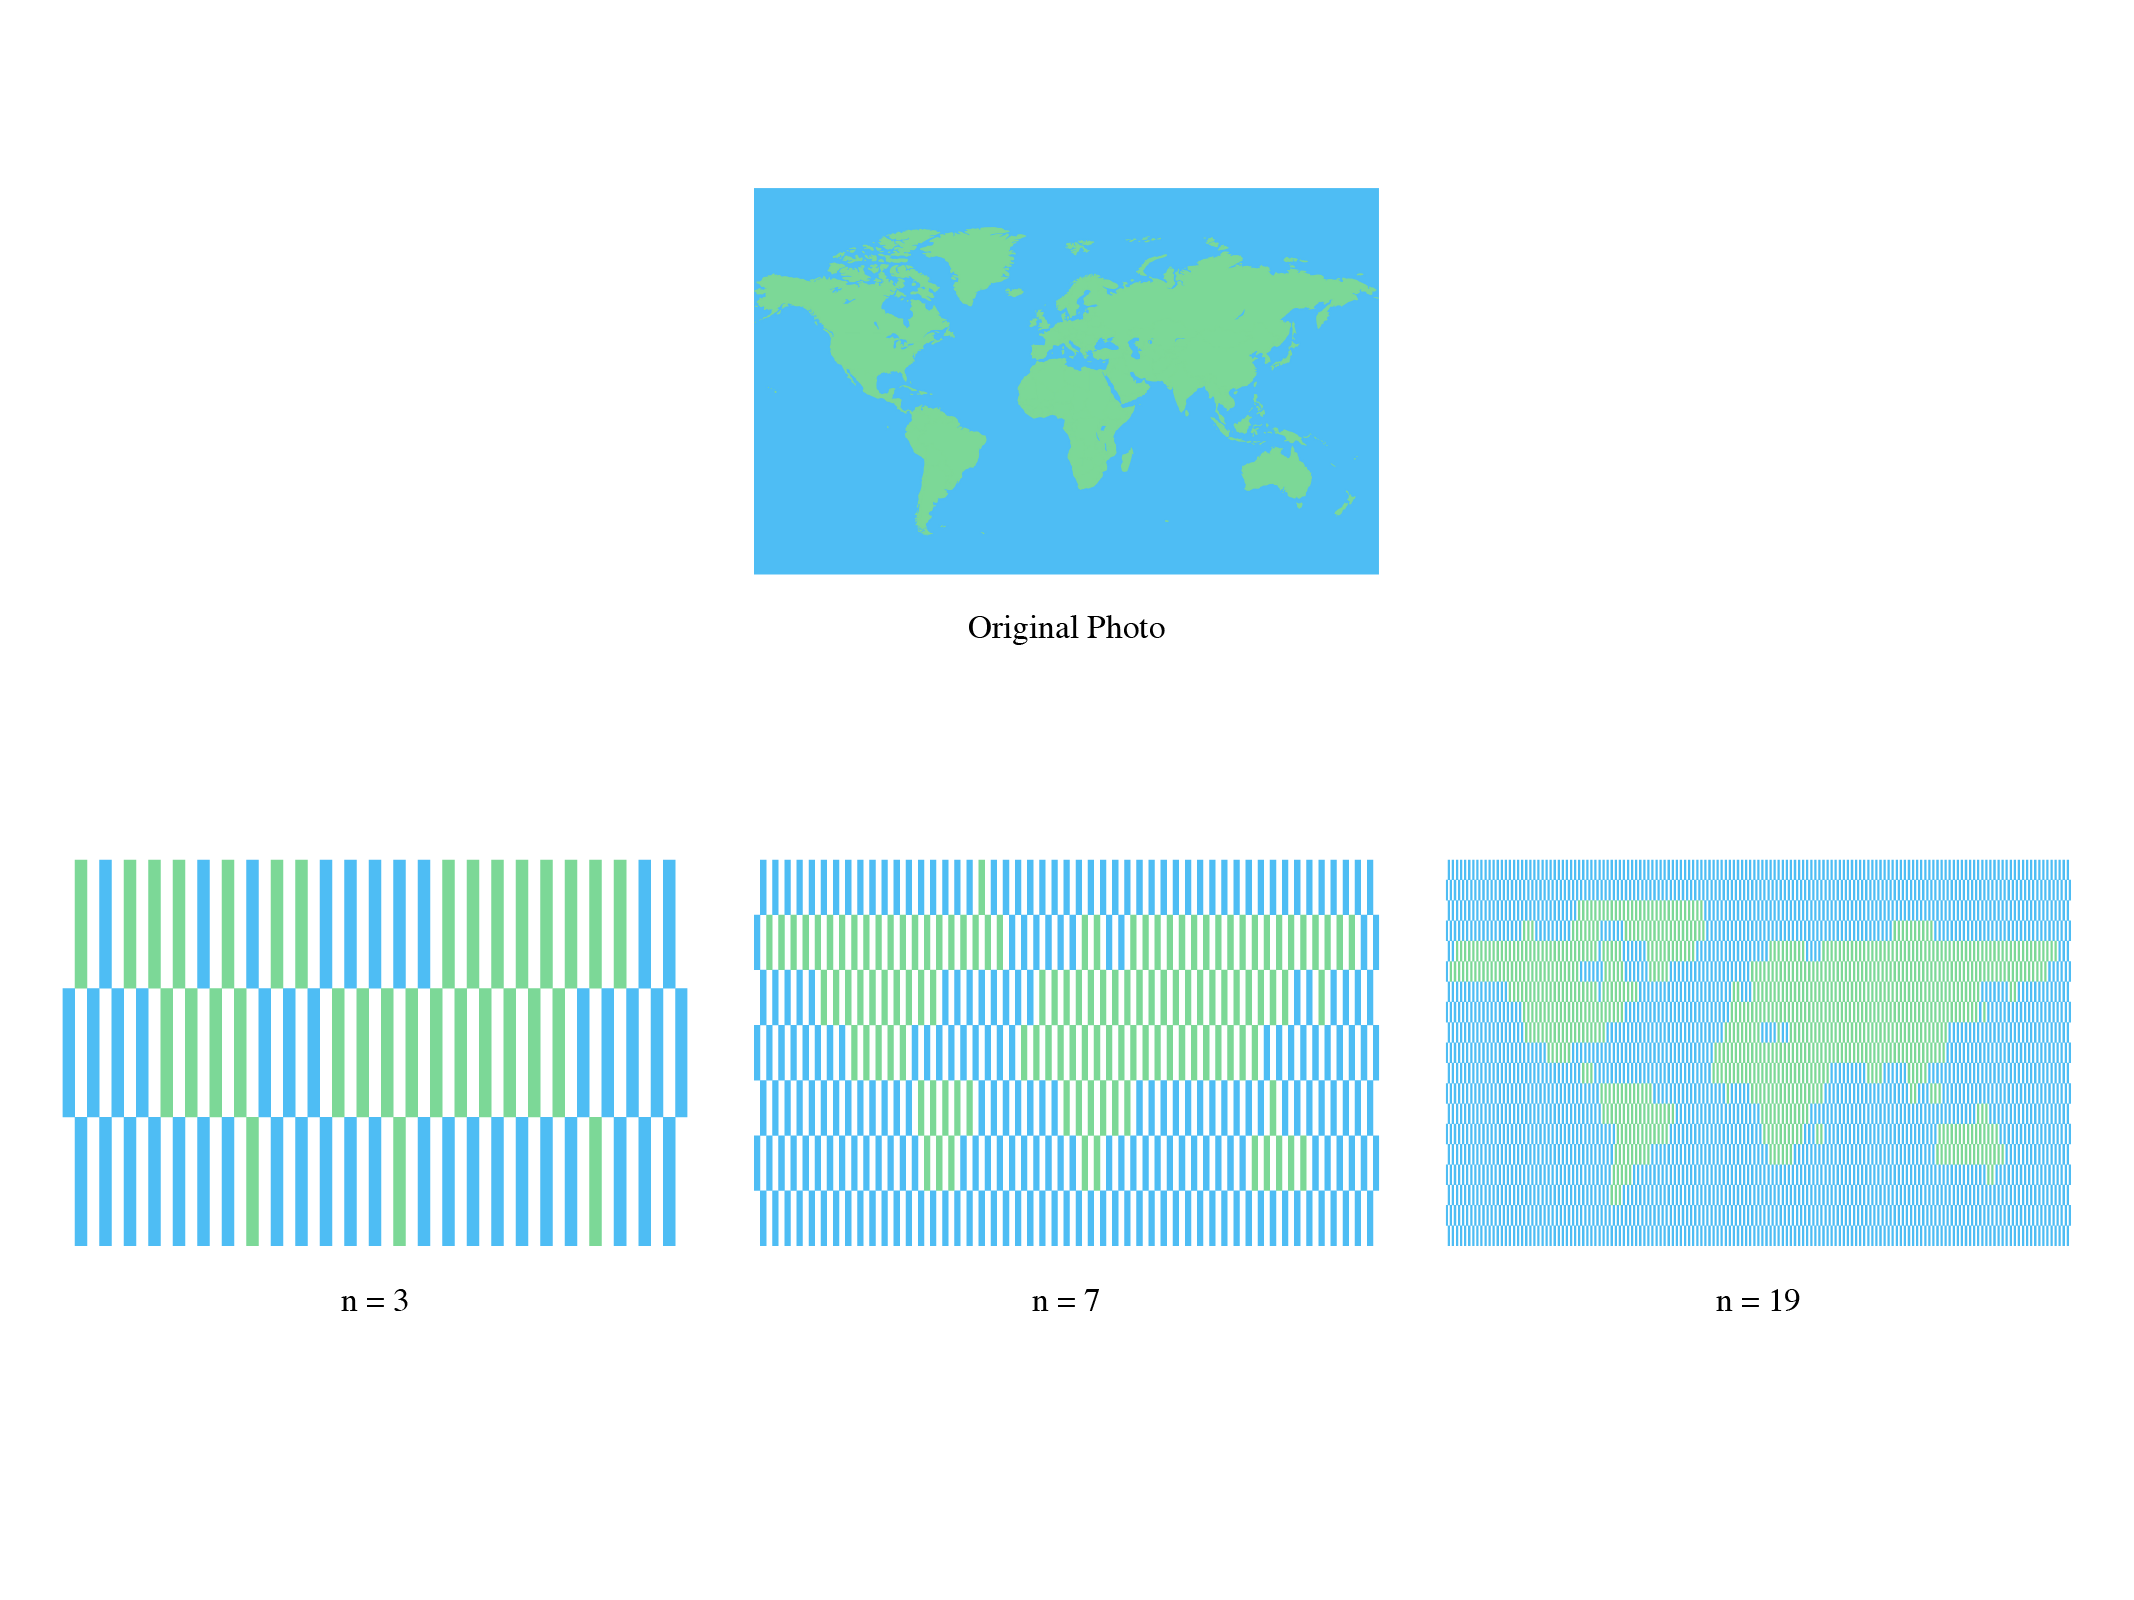 Original Photo
n = 3
n = 7
n = 19